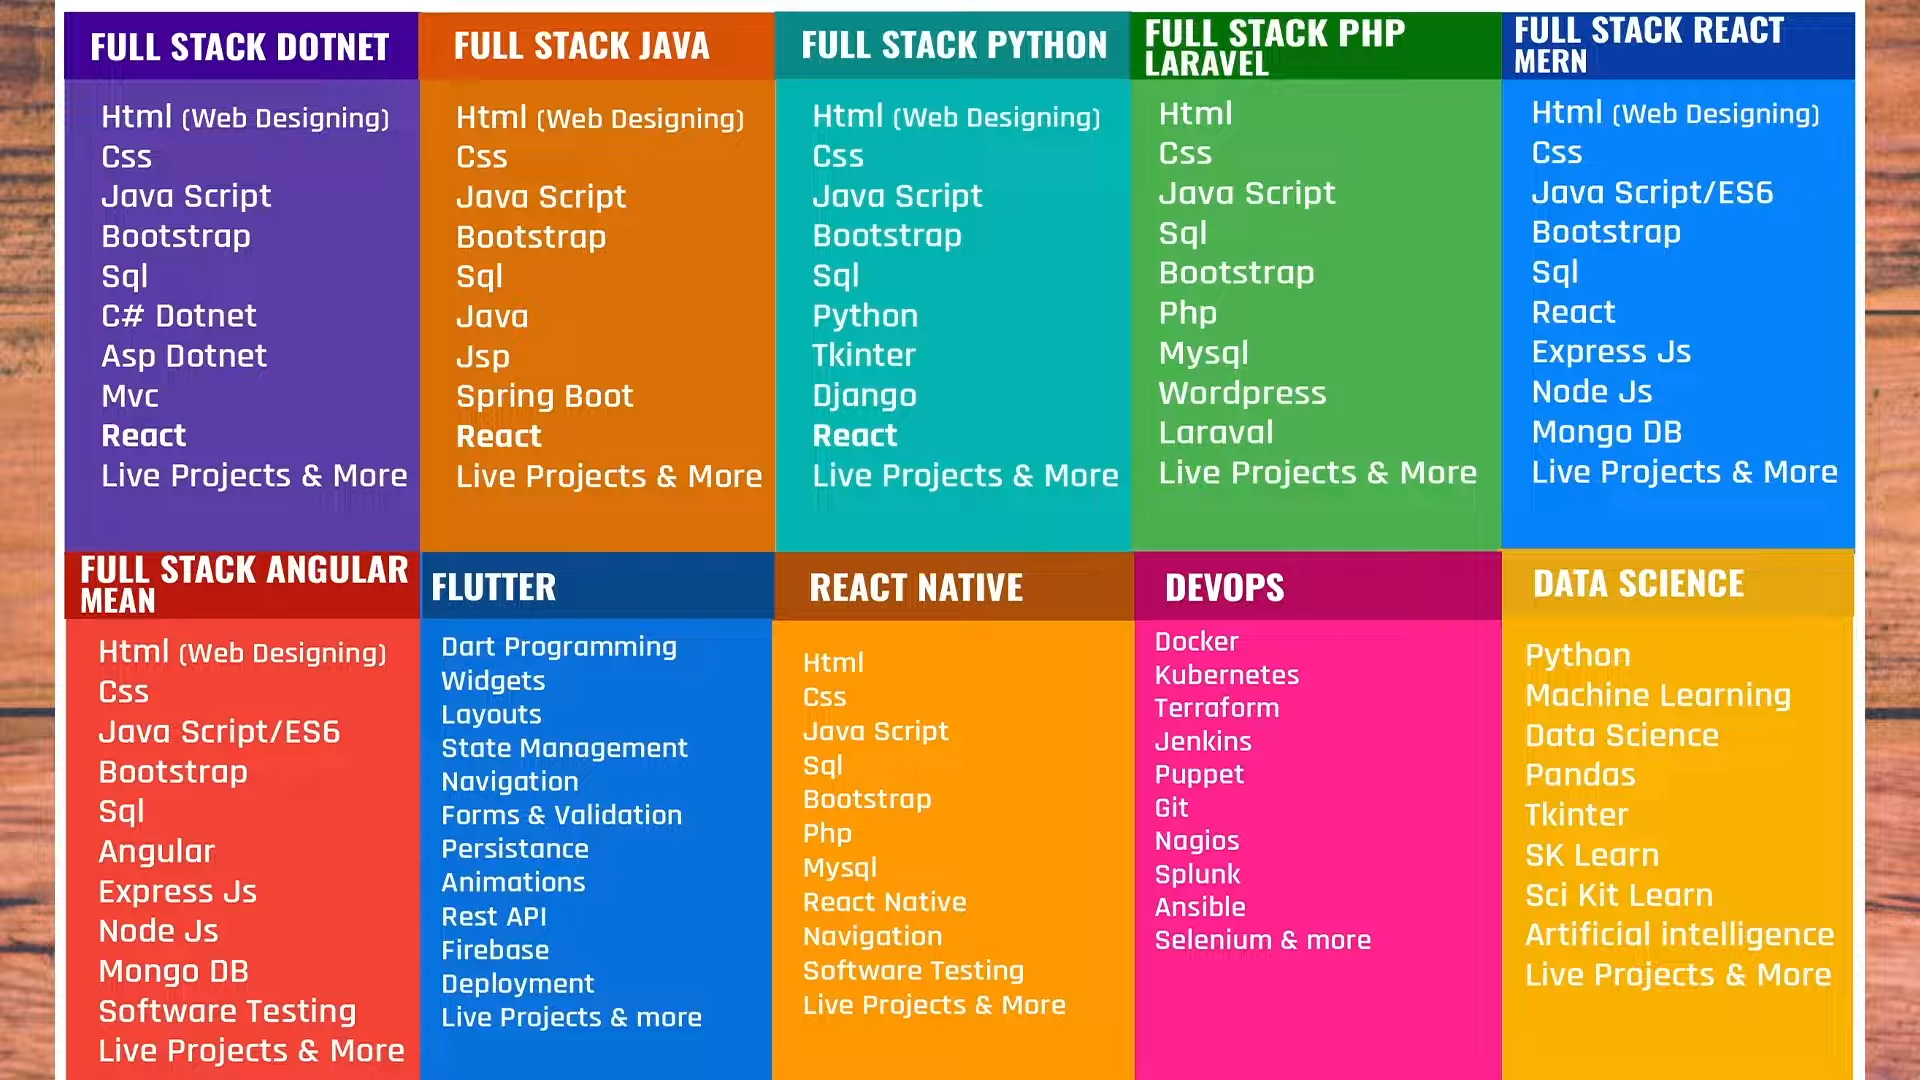 FULL STACK DOTNET
Html (Web Designing)
Css
Java Script
Bootstrap
Sql
C# Dotnet
Asp Dotnet
Mvc
React
Live Projects & More
FULL STACK JAVA
Html (Web Designing)
Css
Java Script
Bootstrap
Sql
Java
Jsp
Spring Boot
React
Live Projects & More
FULL STACK PYTHON
Html (Web Designing)
Css
Java Script
Bootstrap
Sql
Python
Tkinter
Django
React
Live Projects & More
FULL STACK PHP
LARAVEL
Html
Css
Java Script
Sql
Bootstrap
Php
Mysql
Wordpress
Laraval
Live Projects & More
FULL STACK REACT
MERN
Html (Web Designing)
Css
Java Script/ES6
Bootstrap
Sql
React
Express Js
Node Js
Mongo DB
Live Projects & More
FULL STACK ANGULAR
MEAN
Html (Web Designing)
Css
Java Script/ES6
Bootstrap
Sql
Angular
Express Js
Node Js
Mongo DB
Software Testing
Live Projects & More
FLUTTER
Dart Programming
Widgets
Layouts
State Management
Navigation
Forms & Validation
Persistance
Animations
Rest API
Firebase
Deployment
Live Projects & more
REACT NATIVE
Html
Css
Java Script
Sql
Bootstrap
Php
Mysql
React Native
Navigation
Software Testing
Live Projects & More
DEVOPS
Docker
Kubernetes
Terraform
Jenkins
Puppet
Git
Nagios
Splunk
Ansible
Selenium & more
DATA SCIENCE
Python
Machine Learning
Data Science
Pandas
Tkinter
SK Learn
Sci Kit Learn
Artificial intelligence
Live Projects & More